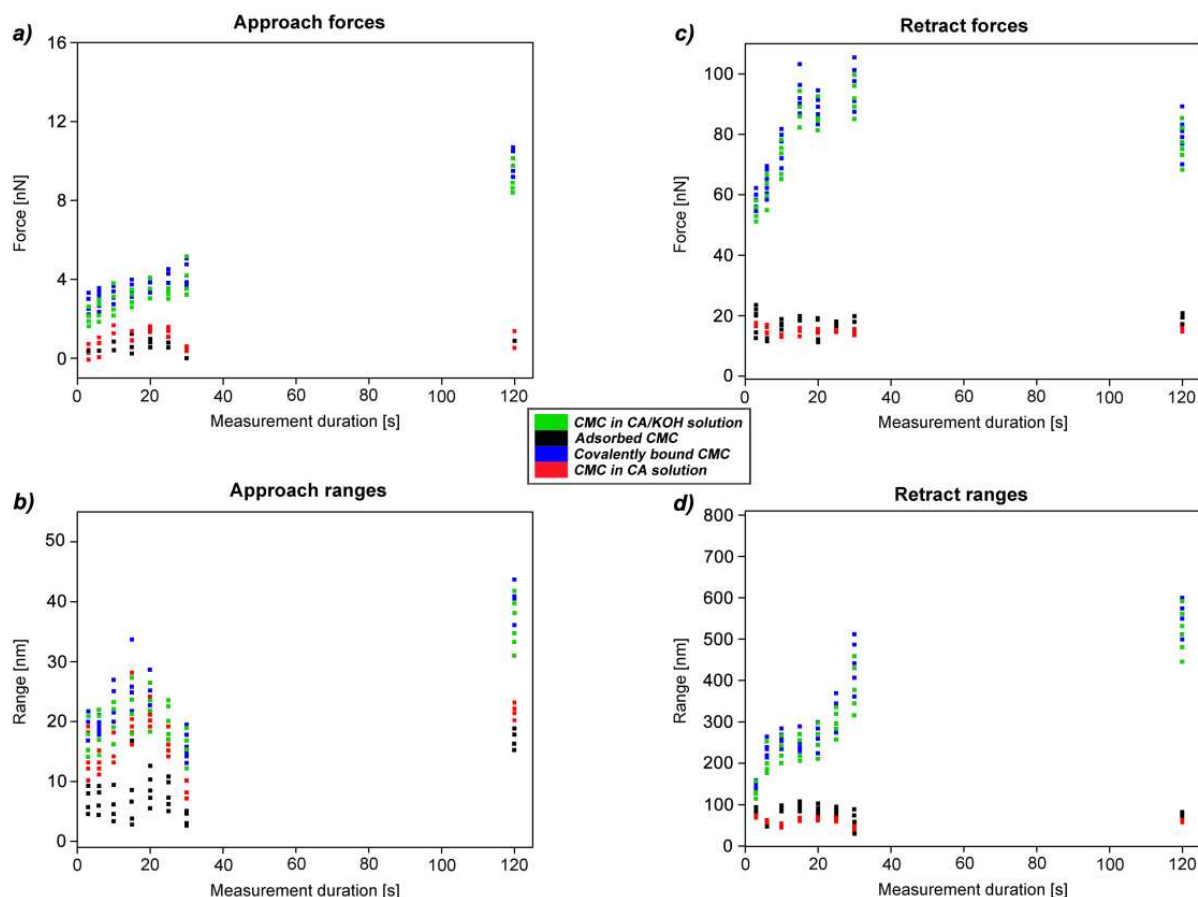 a)
Approach forces
16
12
8
4
0
Force [nN]
0 20 40 60 80 100 120
Measurement duration [s]
c)
Retract forces
100
80
60
40
20
0
Force [nN]
0 20 40 60 80 100 120
Measurement duration [s]
CMC in CA/KOH solution
Adsorbed CMC
Covalently bound CMC
CMC in CA solution
b)
Approach ranges
50
40
30
20
10
0
Range [nm]
0 20 40 60 80 100 120
Measurement duration [s]
d)
Retract ranges
800
700
600
500
400
300
200
100
0
Range [nm]
0 20 40 60 80 100 120
Measurement duration [s]